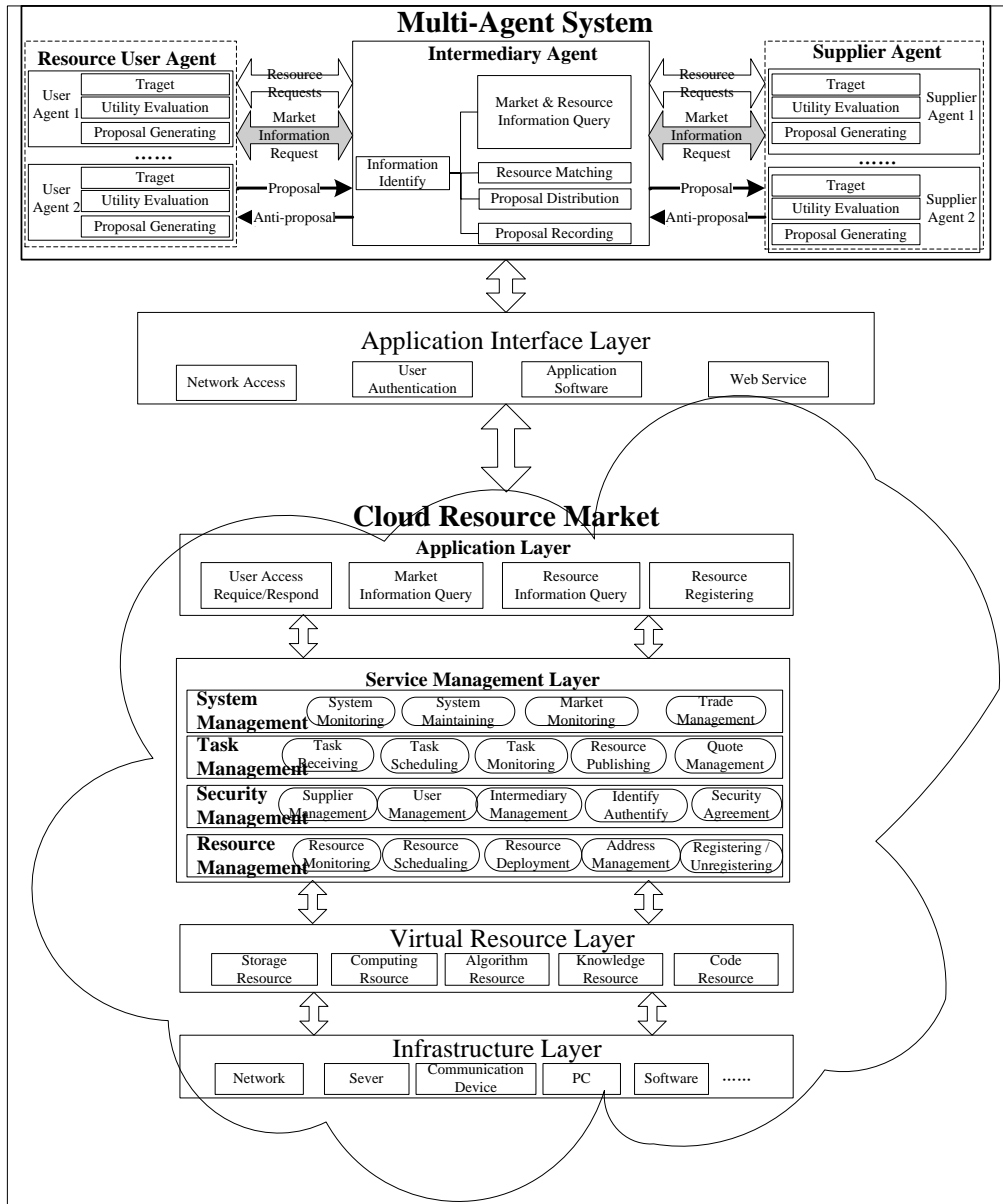 Multi-Agent System
Resource User Agent
User
Agent 1
Traget
Utility Evaluation
Proposal Generating
......
User
Agent 2
Traget
Utility Evaluation
Proposal Generating
Resource
Requests
Market
Information
Request
Proposal
Anti-proposal
Intermediary Agent
Information
Identify
Market & Resource
Information Query
Resource Matching
Proposal Distribution
Proposal Recording
Resource
Requests
Market
Information
Request
Proposal
Anti-proposal
Supplier Agent
Traget
Utility Evaluation
Proposal Generating
Supplier
Agent 1
......
Traget
Utility Evaluation
Proposal Generating
Supplier
Agent 2
Application Interface Layer
Network Access
User
Authentication
Application
Software
Web Service
Cloud Resource Market
Application Layer
User Access
Requice/Respond
Market
Information Query
Resource
Information Query
Resource
Registering
Service Management Layer
System
Management
System
Monitoring
System
Maintaining
Market
Monitoring
Trade
Management
Task
Management
Task
Receiving
Task
Scheduling
Task
Monitoring
Resource
Publishing
Quote
Management
Security
Management
Supplier
Management
User
Management
Intermediary
Management
Identify
Authentify
Security
Agreement
Resource
Management
Resource
Monitoring
Resource
Schedualing
Resource
Deployment
Address
Management
Registering /
Unregistering
Virtual Resource Layer
Storage
Resource
Computing
Rsource
Algorithm
Resource
Knowledge
Resource
Code
Resource
Infrastructure Layer
Network
Sever
Communication
Device
PC
Software
......